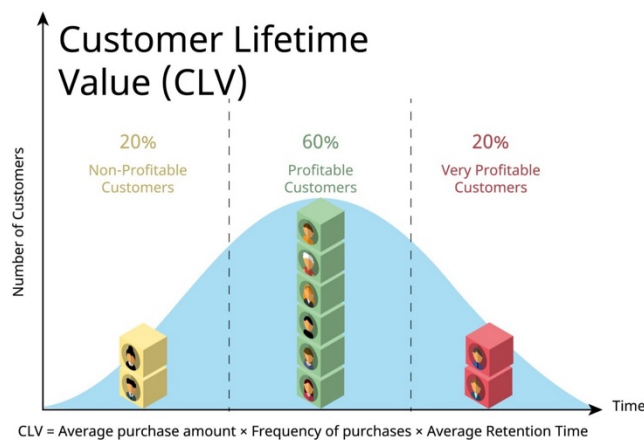 Customer Lifetime
Value (CLV)
20%
Non-Profitable
Customers
60%
Profitable
Customers
20%
Very Profitable
Customers
Number of Customers
Time
CLV = Average purchase amount × Frequency of purchases × Average Retention Time